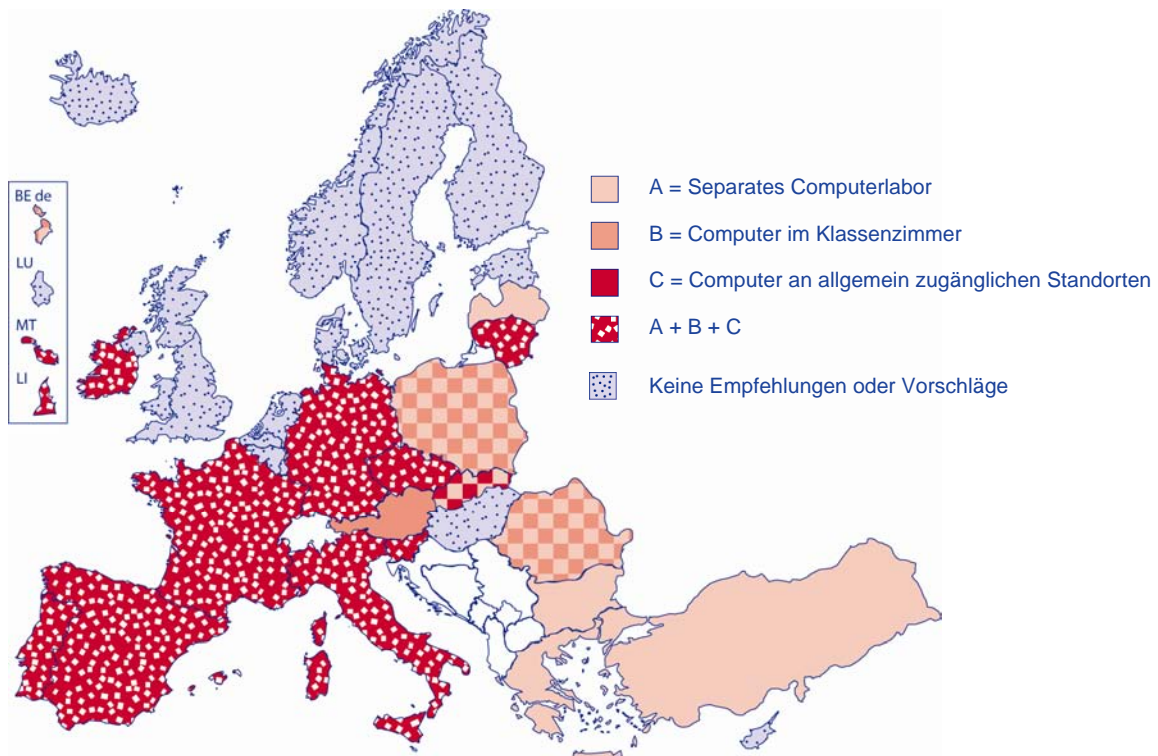 BE de
LU
MT
LI
A = Separates Computerlabor
B = Computer im Klassenzimmer
C = Computer an allgemein zugänglichen Standorten
A + B + C
Keine Empfehlungen oder Vorschläge